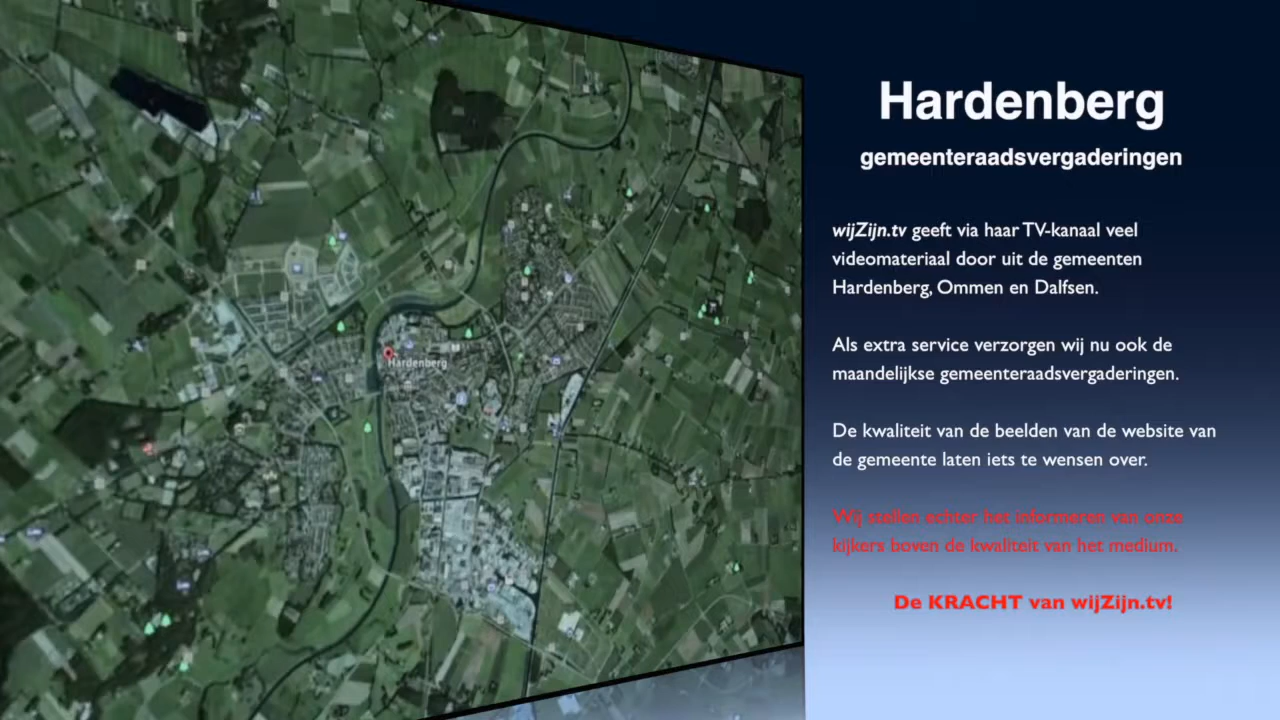 Hardenberg
gemeenteraadsvergaderingen
wijZijn.tv geeft via haar TV-kanaal veel
videomateriaal door uit de gemeenten
Hardenberg, Ommen en Dalfsen.
Als extra service verzorgen wij nu ook de
maandelijkse gemeenteraadsvergaderingen.
De kwaliteit van de beelden van de website van
de gemeente laten iets te wensen over.
Wij stellen echter het informeren van onze
kijkers boven de kwaliteit van het medium.
De KRACHT van wijZijn.tv!
Hardenberg